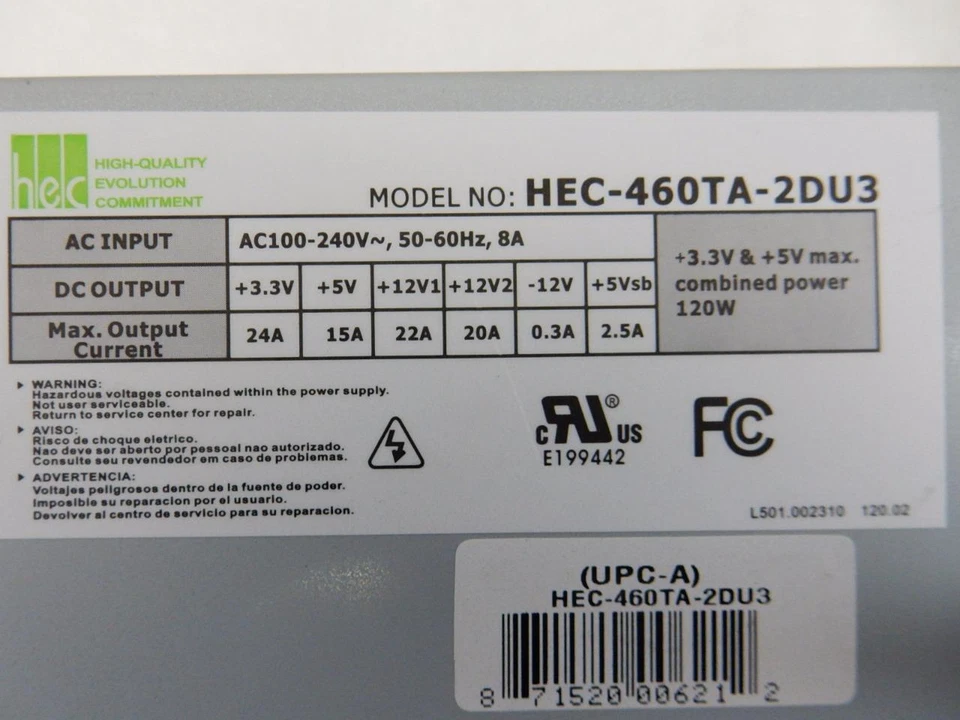 hec HIGH-QUALITY
EVOLUTION
COMMITMENT
MODEL NO: HEC-460TA-2DU3
AC INPUT AC100-240V~, 50-60Hz, 8A
+3.3V & +5V max.
combined power
120W
DC OUTPUT +3.3V +5V +12V1 +12V2 -12V +5Vsb
Max. Output
Current
24A 15A 22A 20A 0.3A 2.5A
WARNING:
Hazardous voltages contained within the power supply.
Not user serviceable.
Return to service center for repair.
AVISO:
Risco de choque eletrico.
Nao deve ser aberto por pessoal nao autorizado.
Consulte seu revendedor em caso de problemas.
ADVERTENCIA:
Voltajes peligrosos dentro de la fuente de poder.
Imposible su reparacion por el usuario.
Devolver al centro de servicio para su reparacion.
c RU ® US
E199442
FC
L501.002310 120.02
(UPC-A)
HEC-460TA-2DU3
8 71520 00621 2